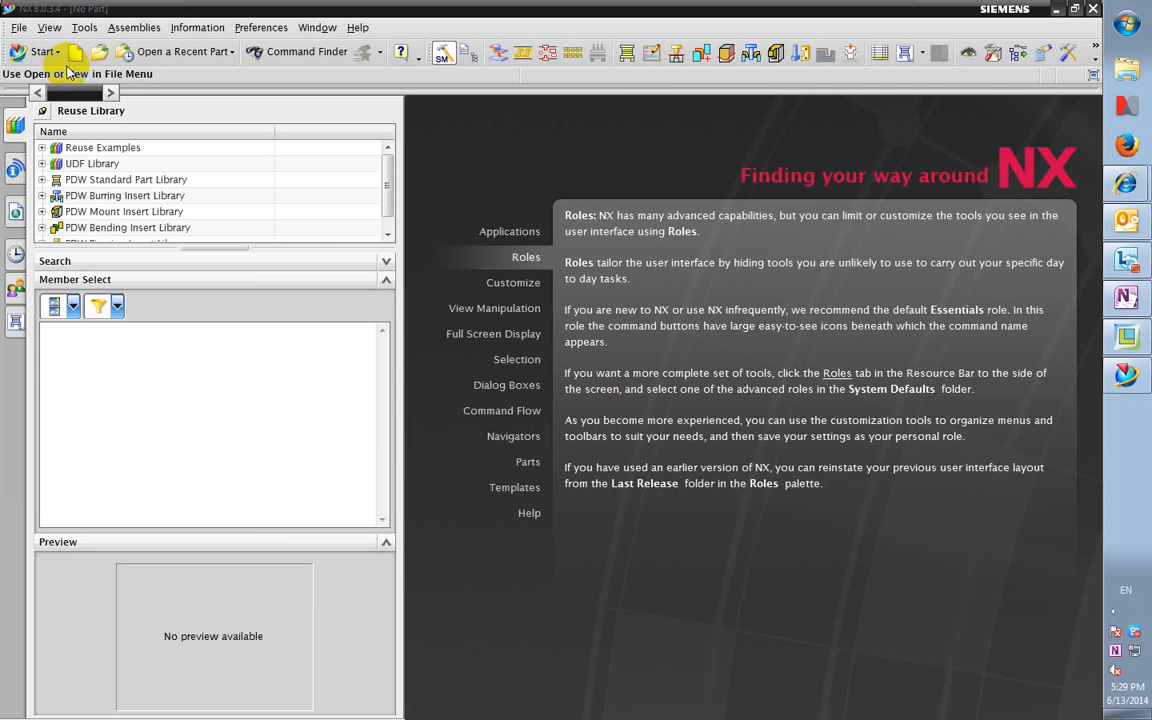 NX 8.0.3.4 - [No Part]
SIEMENS
File View Tools Assemblies Information Preferences Window Help
Start Open a Recent Part Command Finder SM
Use Open or New in File Menu
Reuse Library
Name
Reuse Examples
UDF Library
PDW Standard Part Library
PDW Burring Insert Library
PDW Mount Insert Library
PDW Bending Insert Library
Search
Member Select
Preview
No preview available
Finding your way around NX
Applications
Roles
Customize
View Manipulation
Full Screen Display
Selection
Dialog Boxes
Command Flow
Navigators
Parts
Templates
Help
Roles: NX has many advanced capabilities, but you can limit or customize the tools you see in the
user interface using Roles.
Roles tailor the user interface by hiding tools you are unlikely to use to carry out your specific day
to day tasks.
If you are new to NX or use NX infrequently, we recommend the default Essentials role. In this
role the command buttons have large easy-to-see icons beneath which the command name
appears.
If you want a more complete set of tools, click the Roles tab in the Resource Bar to the side of
the screen, and select one of the advanced roles in the System Defaults folder.
As you become more experienced, you can use the customization tools to organize menus and
toolbars to suit your needs, and then save your settings as your personal role.
If you have used an earlier version of NX, you can reinstate your previous user interface layout
from the Last Release folder in the Roles palette.
EN
5:29 PM
6/13/2014